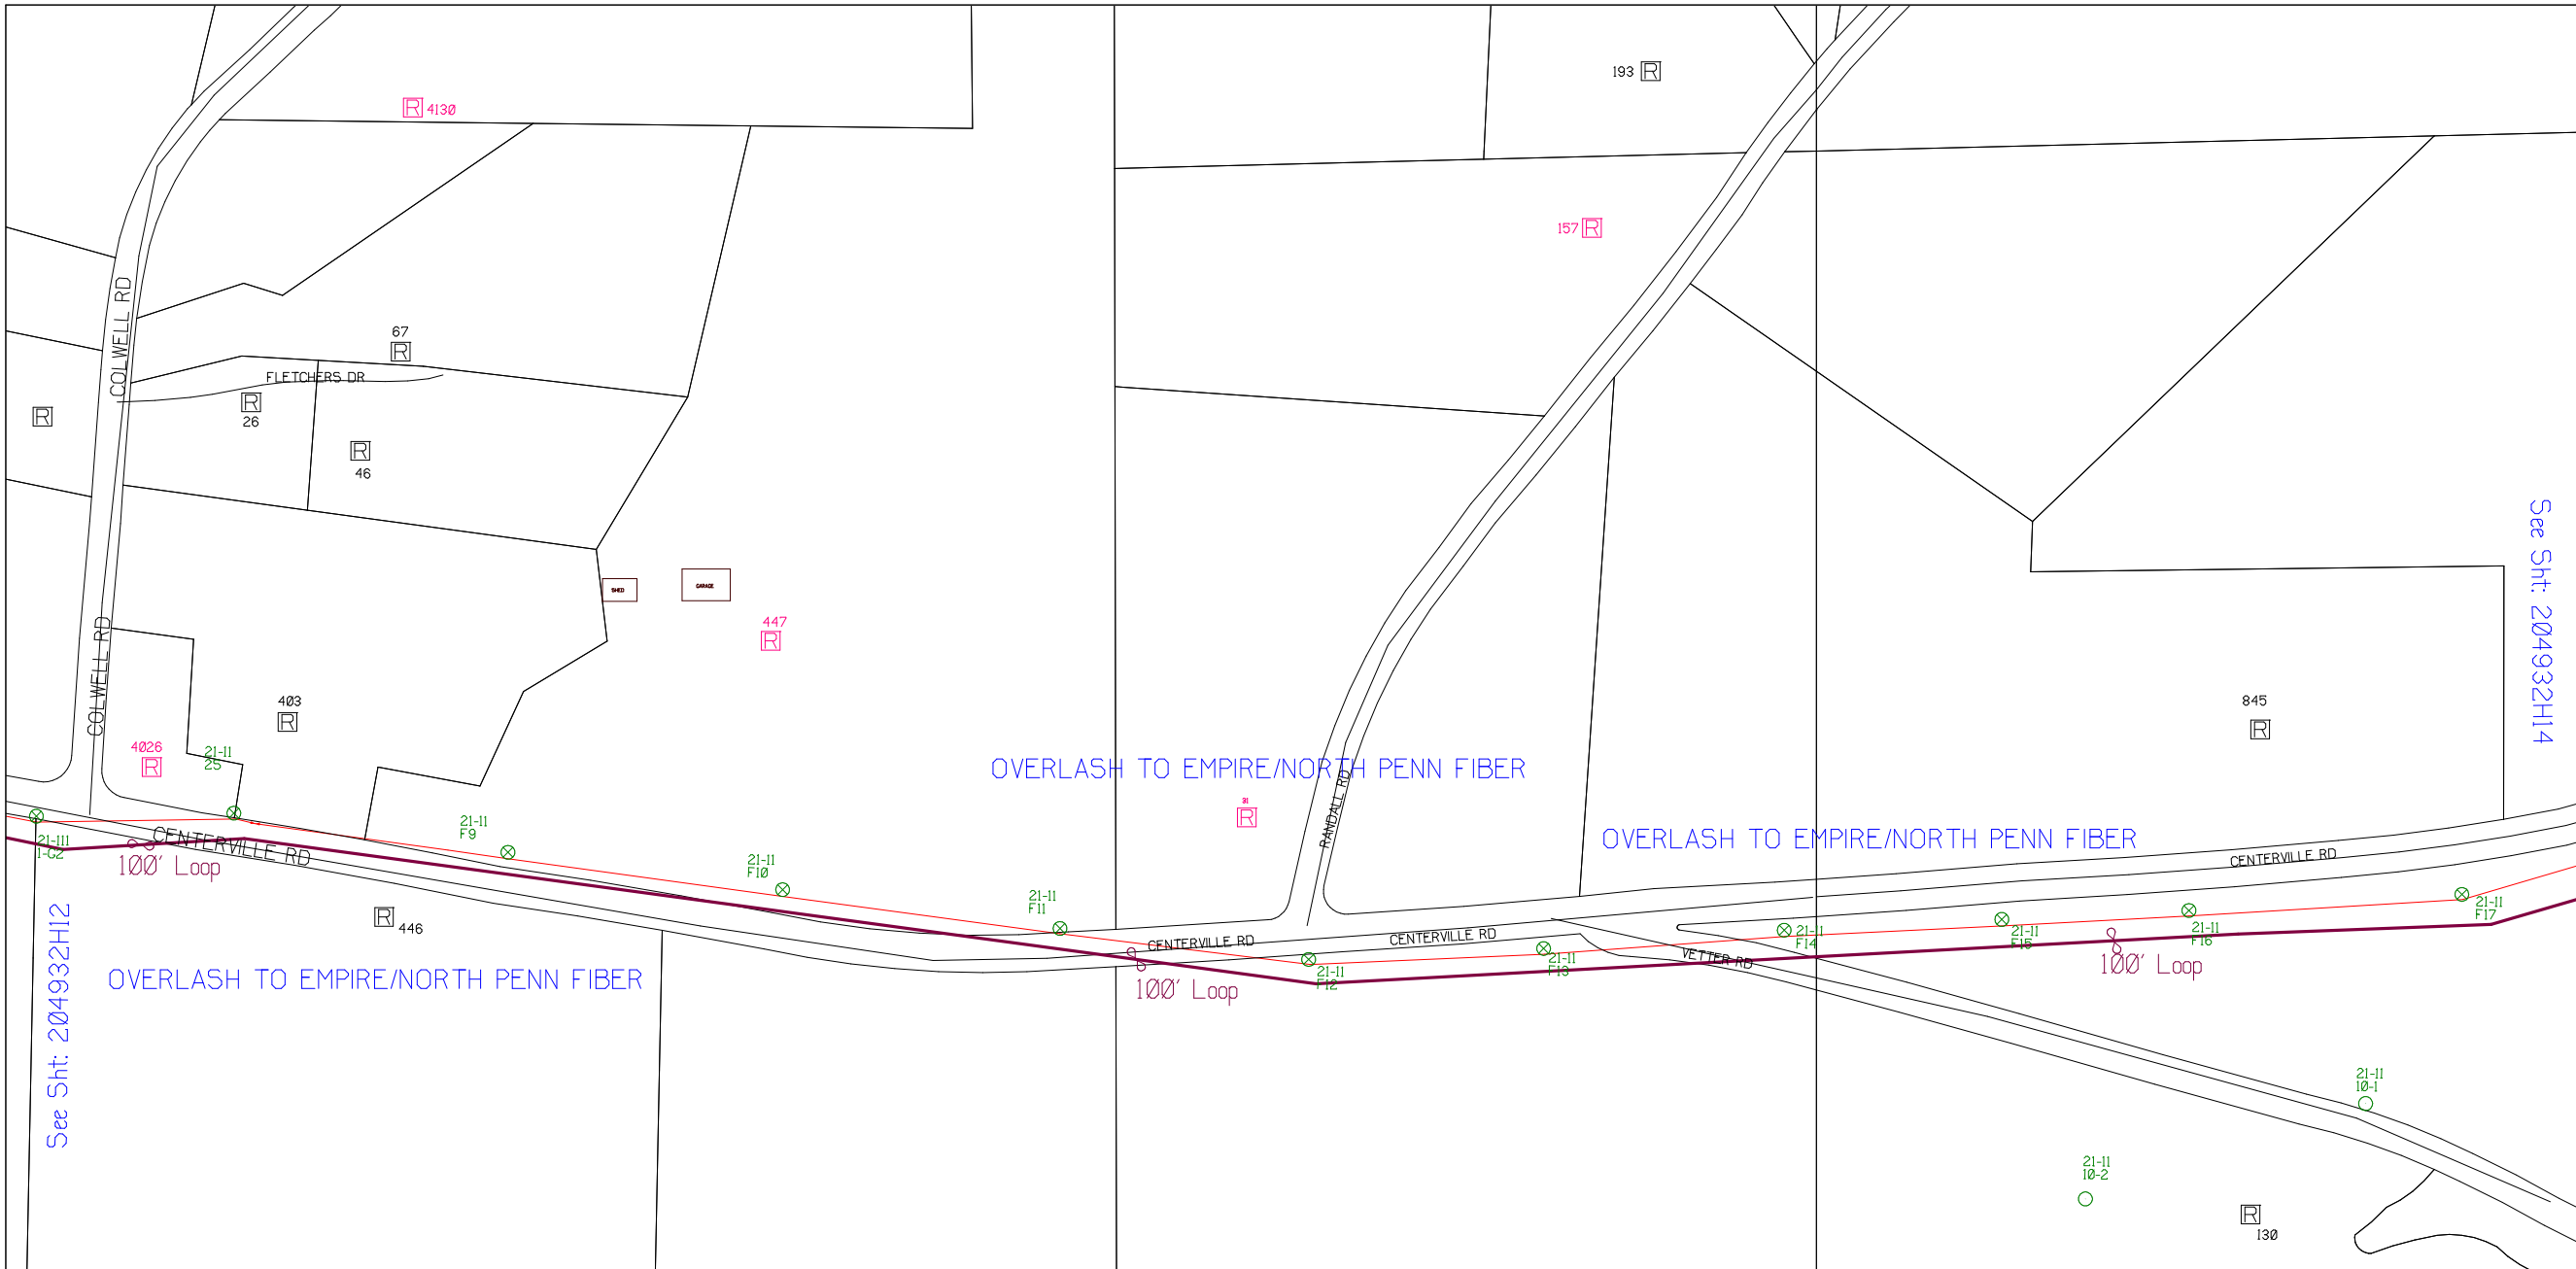 193 R
R 4130
157 R
COLWELL RD
67
R
FLETCHERS DR
R
26
R
R
46
See Sht: 204932H14
SHED
GARAGE
447
R
COLWELL RD
403
R
845
R
4026
R
21-11
25
OVERLASH TO EMPIRE/NORTH PENN FIBER
RANDALL RD
R
21-11
F9
CENTERVILLE RD
21-111
1-G2
100' Loop
21-11
F10
OVERLASH TO EMPIRE/NORTH PENN FIBER
CENTERVILLE RD
21-11
F11
R
446
See Sht: 204932H12
CENTERVILLE RD
CENTERVILLE RD
21-11
F14
21-11
F15
21-11
F16
21-11
F17
VETTER RD
21-11
F12
21-11
F13
100' Loop
100' Loop
OVERLASH TO EMPIRE/NORTH PENN FIBER
21-11
10-1
21-11
10-2
R
130